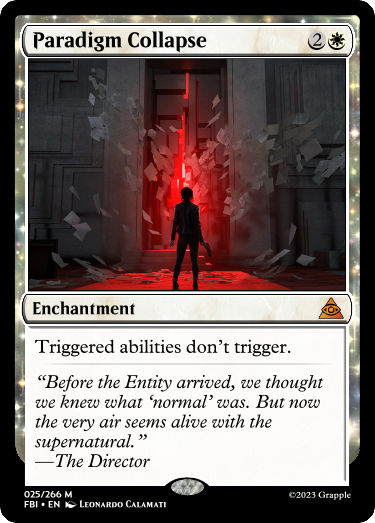 Paradigm Collapse 2
Enchantment
Triggered abilities don't trigger.
“Before the Entity arrived, we thought
we knew what ‘normal’ was. But now
the very air seems alive with the
supernatural.”
—The Director
025/266 M
FBI • EN Leonardo Calamati
©2023 Grapple